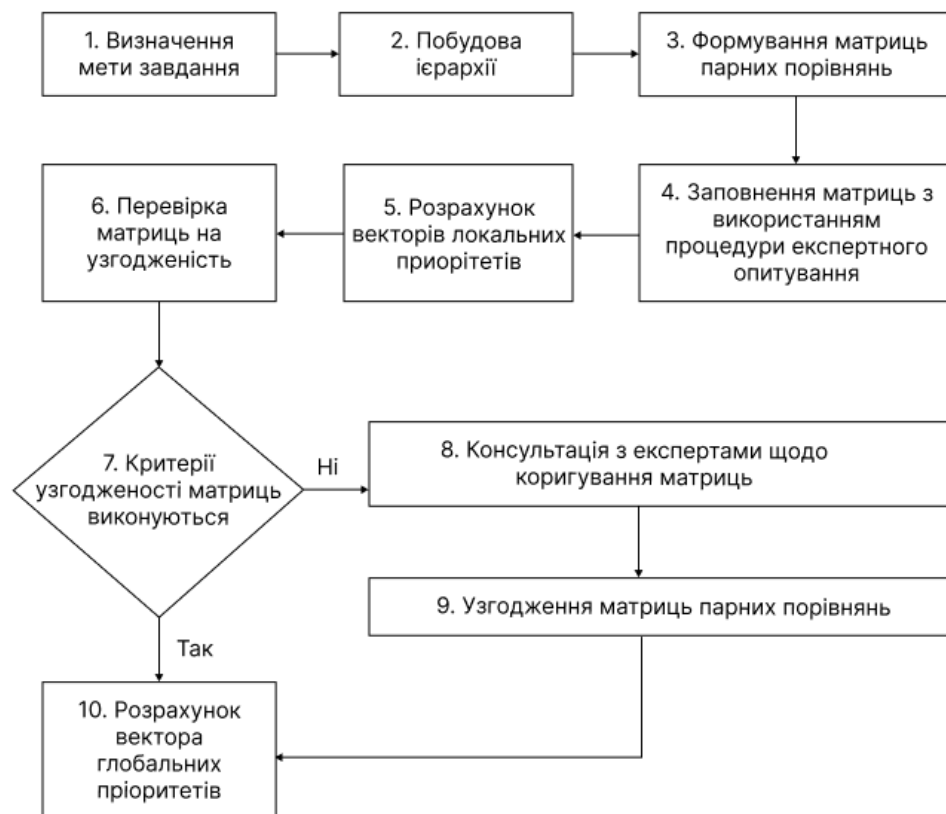 1. Визначення
мети завдання
2. Побудова
ієрархії
3. Формування матриць
парних порівнянь
4. Заповнення матриць з
використанням
процедури експертного
опитування
5. Розрахунок
векторів локальних
приорітетів
6. Перевірка
матриць на
узгодженість
7. Критерії
узгодженості матриць
виконуються
Ні
8. Консультація з експертами щодо
коригування матриць
9. Узгодження матриць парних порівнянь
Так
10. Розрахунок
вектора
глобальних
пріоритетів